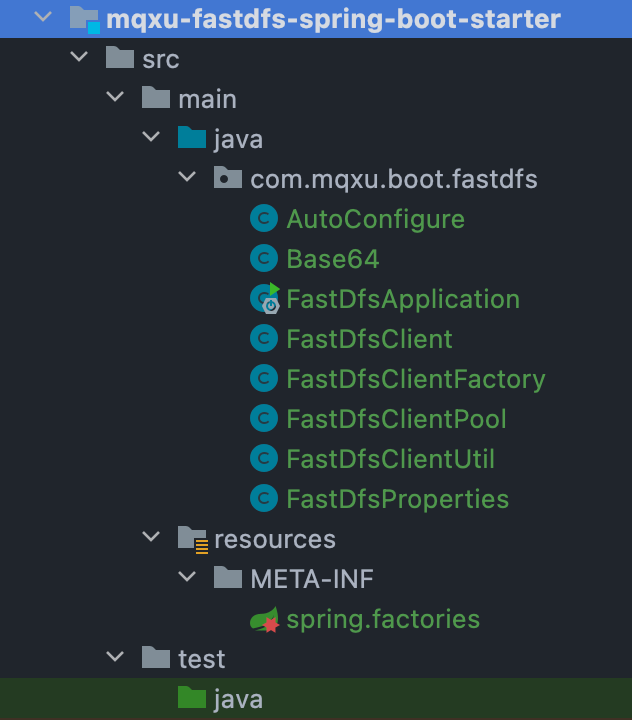 mqxu-fastdfs-spring-boot-starter
src
main
java
com.mqxu.boot.fastdfs
AutoConfigure
Base64
FastDfsApplication
FastDfsClient
FastDfsClientFactory
FastDfsClientPool
FastDfsClientUtil
FastDfsProperties
resources
META-INF
spring.factories
test
java